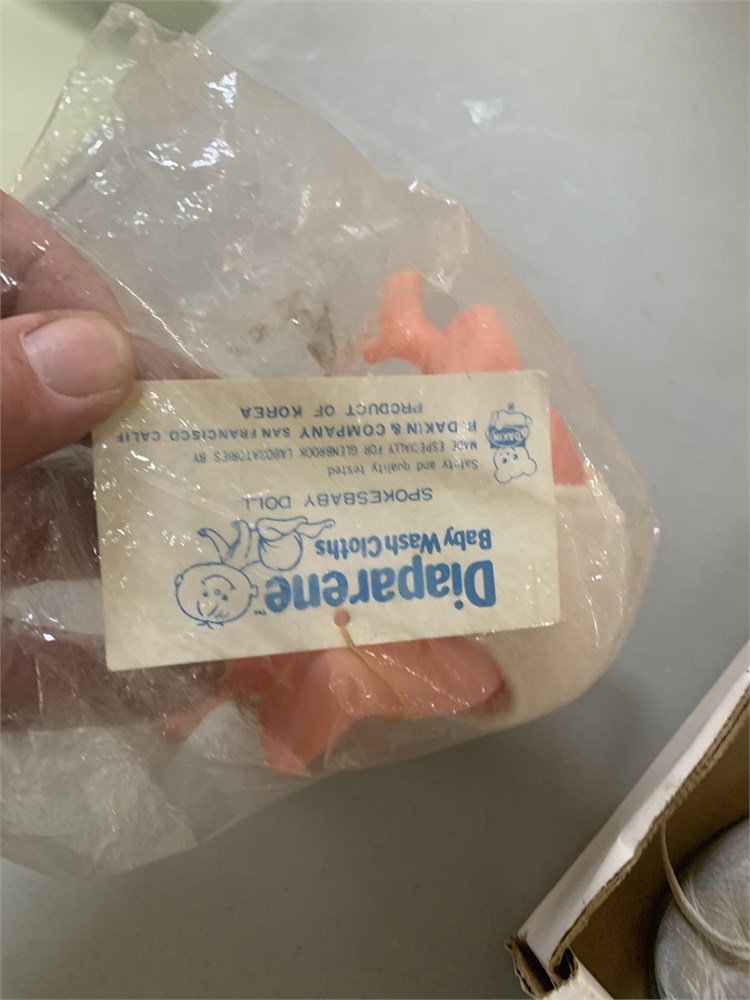 Diaparene™
Baby Wash Cloths
SPOKESBABY DOLL
Safety and quality tested
MADE ESPECIALLY FOR GLENBROOK LABORATORIES BY
R. DAKIN & COMPANY SAN FRANCISCO, CALIF
PRODUCT OF KOREA
DAKIN
®